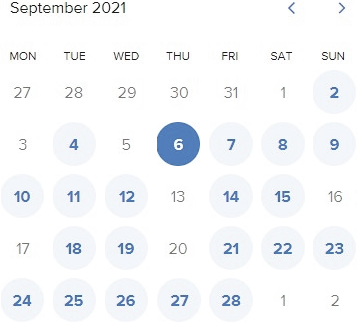 September 2021
MON TUE WED THU FRI SAT SUN
27 28 29 30 31 1 2
3 4 5 6 7 8 9
10 11 12 13 14 15 16
17 18 19 20 21 22 23
24 25 26 27 28 1 2